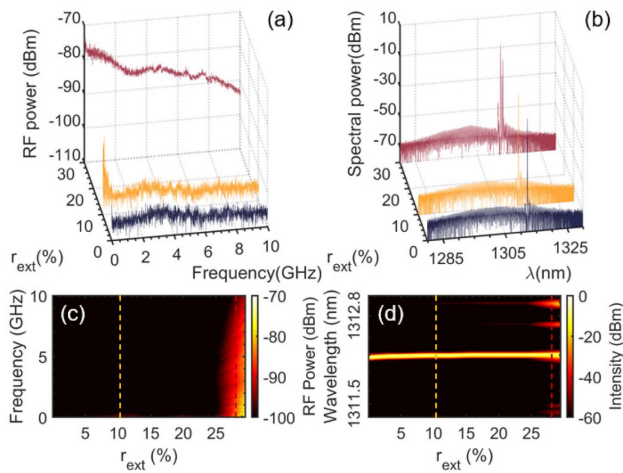 (a)
-70
-80
-90
-100
-110
RF power (dBm)
30
20
10
0
r_ext(%)
0 2 4 6 8 10
Frequency(GHz)
(b)
10
-10
-30
-50
-70
Spectral power(dBm)
30
20
10
0
r_ext(%)
1285 1305 1325
λ(nm)
(c)
10
5
0
Frequency (GHz)
5 10 15 20 25
r_ext (%)
-70
-80
-90
-100
RF Power (dBm)
(d)
1312.8
1311.5
Wavelength (nm)
5 10 15 20 25
r_ext (%)
0
-20
-40
-60
Intensity (dBm)